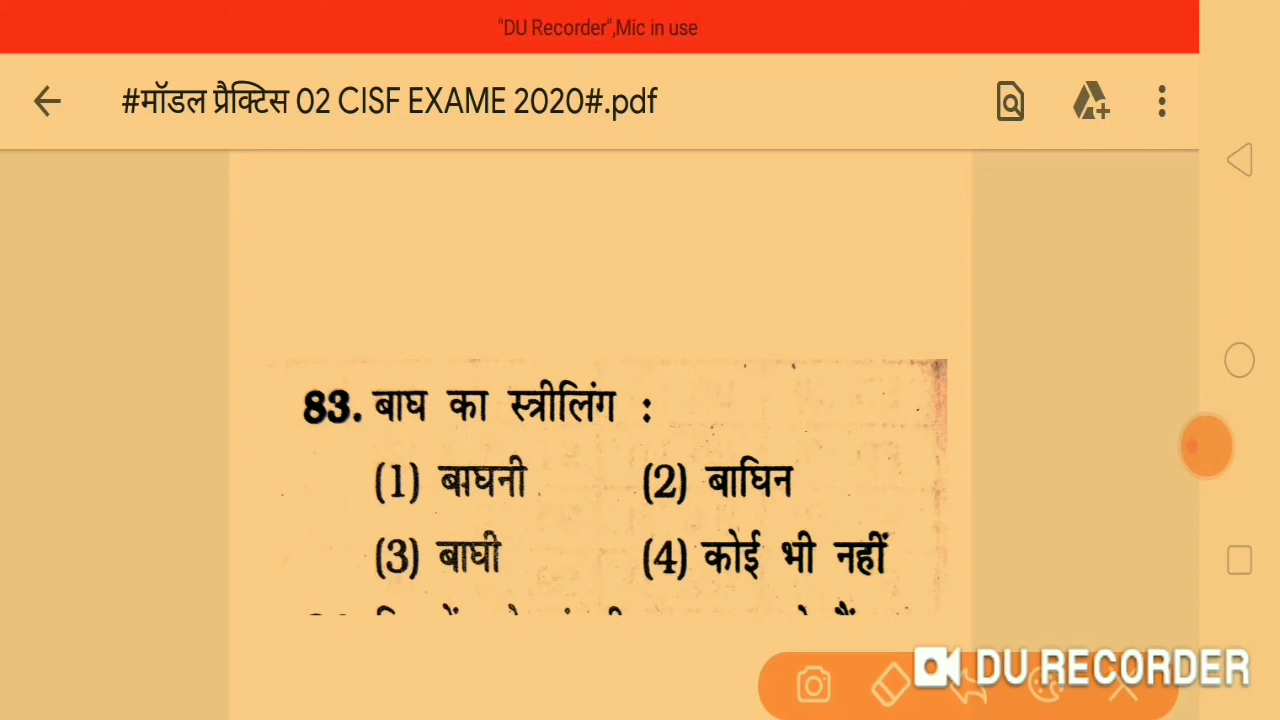 "DU Recorder",Mic in use
#मॉडल प्रैक्टिस 02 CISF EXAME 2020#.pdf
83. बाघ का स्त्रीलिंग :
(1) बाघनी (2) बाघिन
(3) बाघी (4) कोई भी नहीं
DU RECORDER